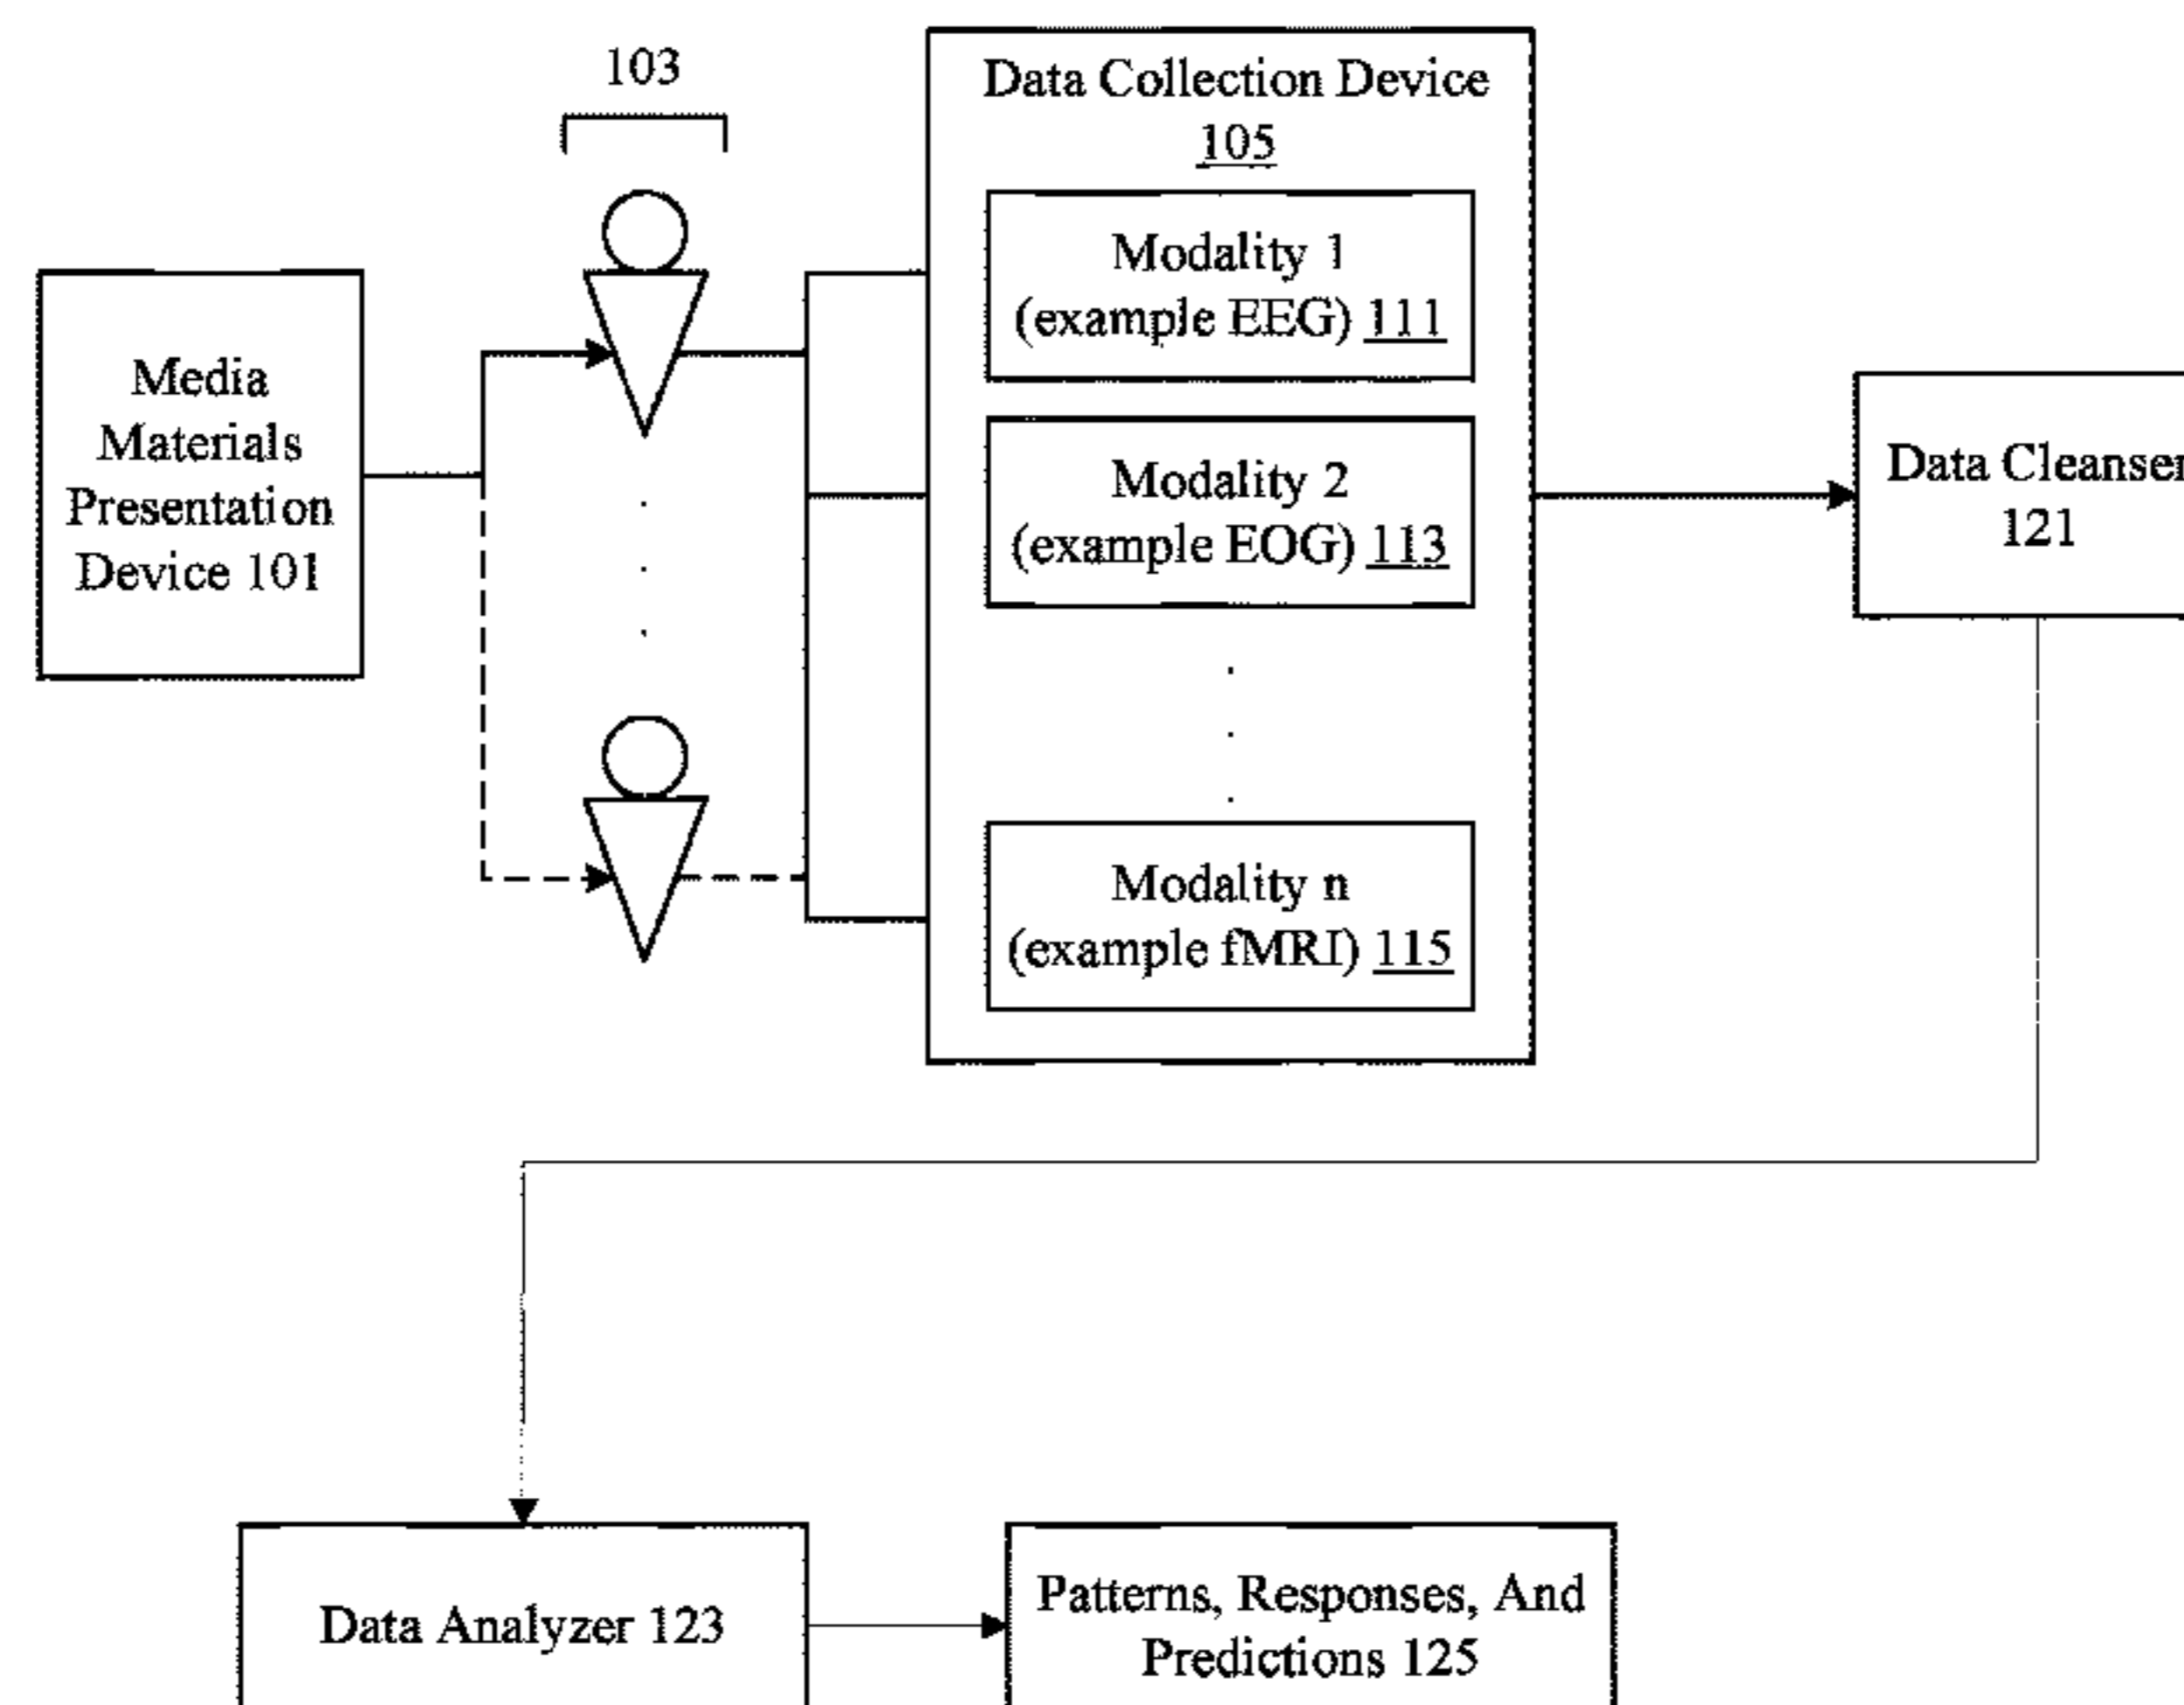 103
Data Collection Device
105
Modality 1
(example EEG) 111
Media
Materials
Presentation
Device 101
Modality 2
(example EOG) 113
Data Cleanser
121
Modality n
(example fMRI) 115
Data Analyzer 123
Patterns, Responses, And
Predictions 125